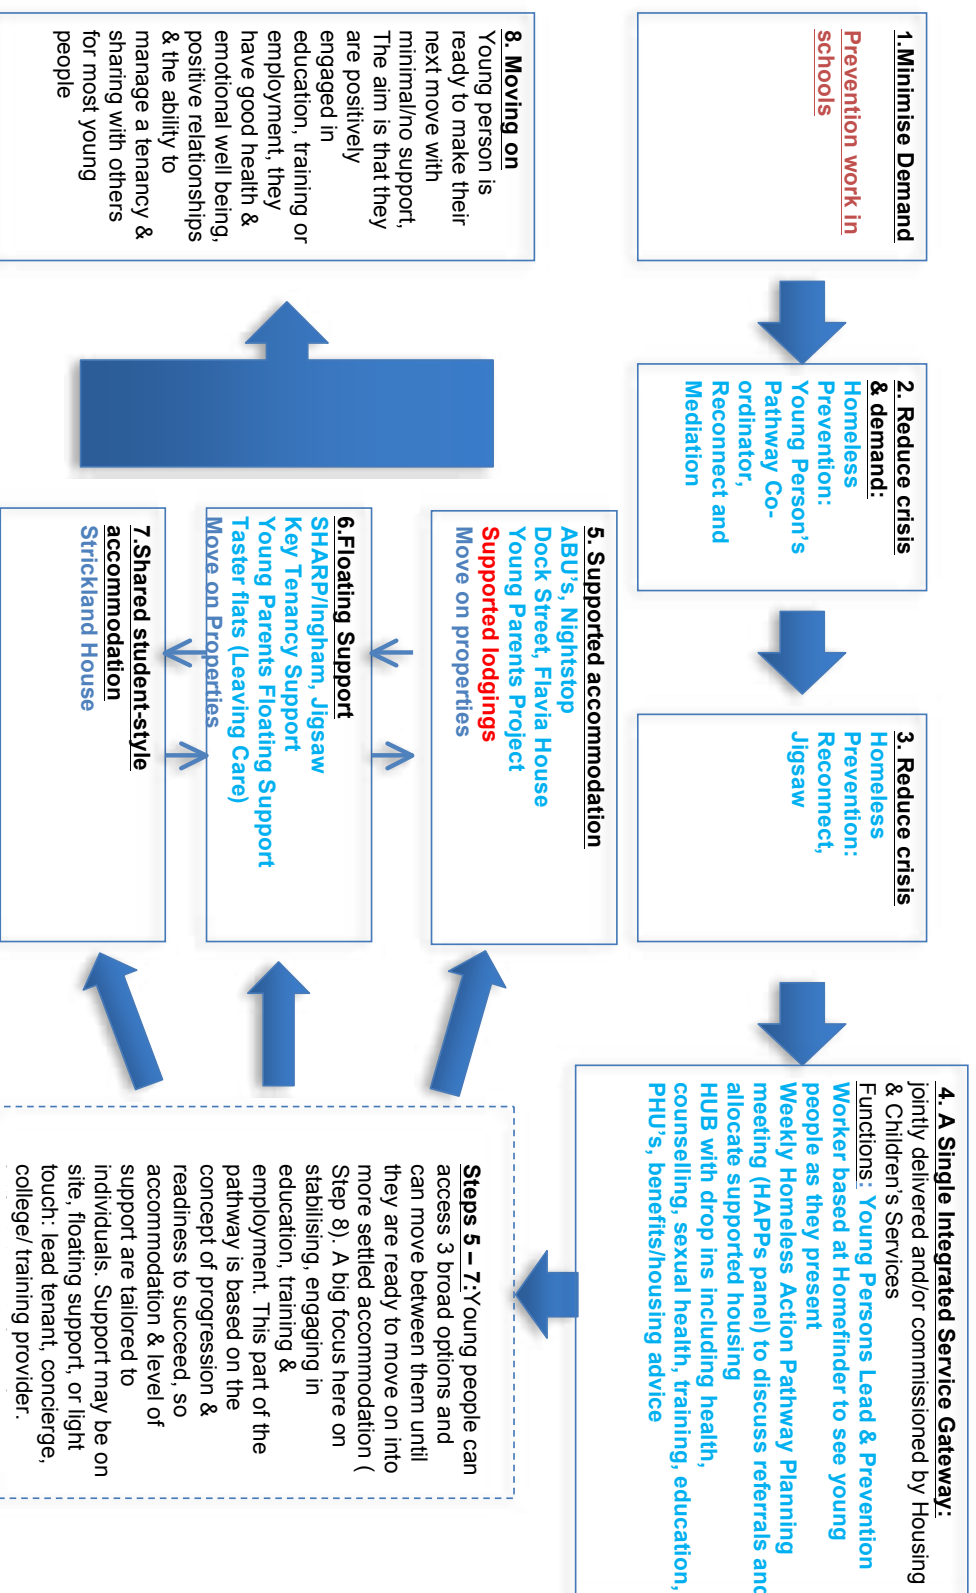 1.Minimise Demand
Prevention work in
schools
2. Reduce crisis
& demand:
Homeless
Prevention:
Young Person's
Pathway Co-
ordinator,
Reconnect and
Mediation
3. Reduce crisis
Homeless
Prevention:
Reconnect,
Jigsaw
4. A Single Integrated Service Gateway:
jointly delivered and/or commissioned by Housing
& Children's Services
Functions: Young Persons Lead & Prevention
Worker based at Homefinder to see young
people as they present
Weekly Homeless Action Pathway Planning
meeting (HAPPs panel) to discuss referrals and
allocate supported housing
HUB with drop ins including health,
counselling, sexual health, training, education,
PHU's, benefits/housing advice
Steps 5 – 7:Young people can
access 3 broad options and
can move between them until
they are ready to move on into
more settled accommodation (
Step 8). A big focus here on
stabilising, engaging in
education, training &
employment. This part of the
pathway is based on the
concept of progression &
readiness to succeed, so
accommodation & level of
support are tailored to
individuals. Support may be on
site, floating support, or light
touch: lead tenant, concierge,
college/ training provider.
5. Supported accommodation
ABU's, Nightstop
Dock Street, Flavia House
Young Parents Project
Supported lodgings
Move on properties
6.Floating Support
SHARP/Ingham, Jigsaw
Key Tenancy Support
Young Parents Floating Support
Taster flats (Leaving Care)
Move on Properties
7.Shared student-style
accommodation
Strickland House
8. Moving on
Young person is
ready to make their
next move with
minimal/no support,
The aim is that they
are positively
engaged in
education, training or
employment, they
have good health &
emotional well being,
positive relationships
& the ability to
manage a tenancy &
sharing with others
for most young
people